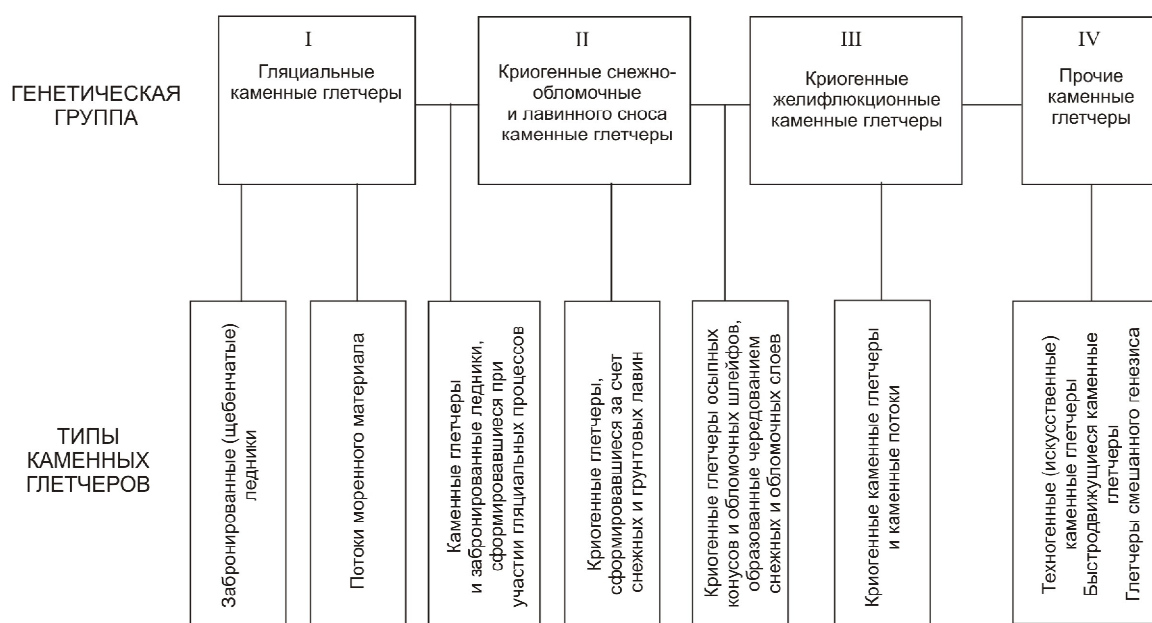 I
Гляциальные
каменные глетчеры
II
Криогенные снежно-
обломочные
и лавинного сноса
каменные глетчеры
III
Криогенные
желифлюкционные
каменные глетчеры
IV
Прочие
каменные
глетчеры
ГЕНЕТИЧЕСКАЯ
ГРУППА
ТИПЫ
КАМЕННЫХ
ГЛЕТЧЕРОВ
Забронированные (щебенчатые)
ледники
Потоки моренного материала
Каменные глетчеры
и забронированные ледники,
сформировавшиеся при
участии гляциальных процессов
Криогенные глетчеры,
сформировавшиеся за счет
снежных и грунтовых лавин
Криогенные глетчеры осыпных
конусов и обломочных шлейфов,
образованные чередованием
снежных и обломочных слоев
Криогенные каменные глетчеры
и каменные потоки
Техногенные (искусственные)
каменные глетчеры
Быстродвижущиеся каменные
глетчеры
Глетчеры смешаного генезиса